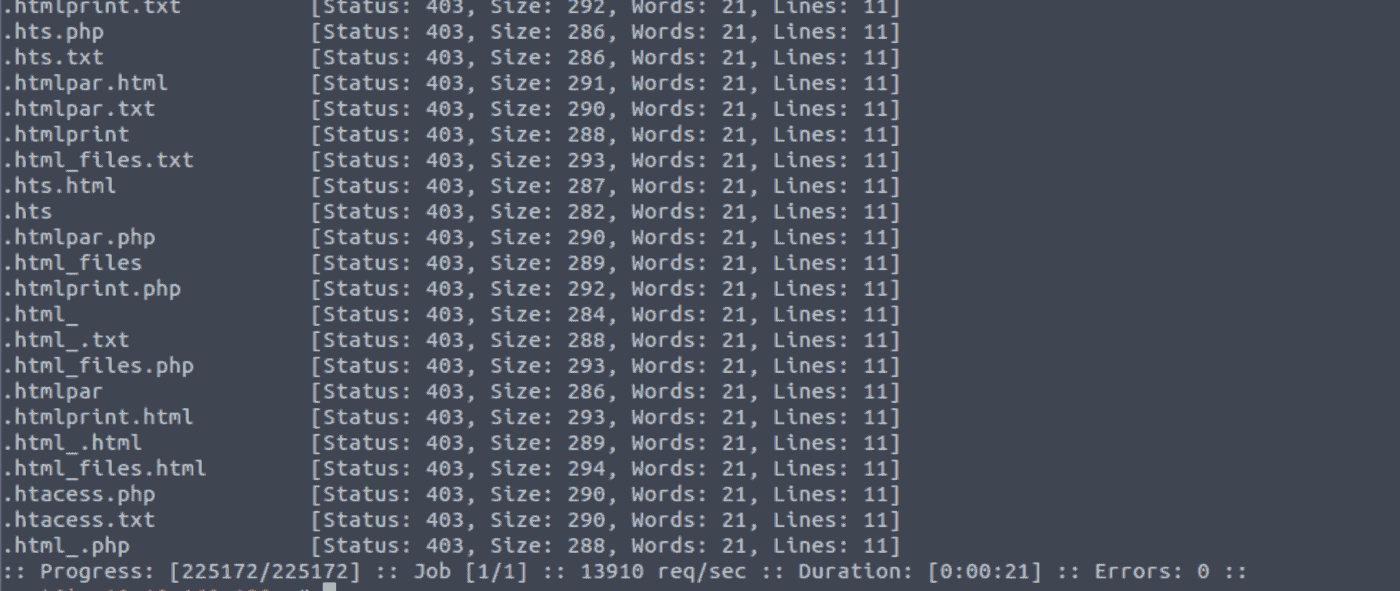 .htmlprint.txt [Status: 403, Size: 292, Words: 21, Lines: 11]
.hts.php [Status: 403, Size: 286, Words: 21, Lines: 11]
.hts.txt [Status: 403, Size: 286, Words: 21, Lines: 11]
.htmlpar.html [Status: 403, Size: 291, Words: 21, Lines: 11]
.htmlpar.txt [Status: 403, Size: 290, Words: 21, Lines: 11]
.htmlprint [Status: 403, Size: 288, Words: 21, Lines: 11]
.html_files.txt [Status: 403, Size: 293, Words: 21, Lines: 11]
.hts.html [Status: 403, Size: 287, Words: 21, Lines: 11]
.hts [Status: 403, Size: 282, Words: 21, Lines: 11]
.htmlpar.php [Status: 403, Size: 290, Words: 21, Lines: 11]
.html_files [Status: 403, Size: 289, Words: 21, Lines: 11]
.htmlprint.php [Status: 403, Size: 292, Words: 21, Lines: 11]
.html_ [Status: 403, Size: 284, Words: 21, Lines: 11]
.html_.txt [Status: 403, Size: 288, Words: 21, Lines: 11]
.html_files.php [Status: 403, Size: 293, Words: 21, Lines: 11]
.htmlpar [Status: 403, Size: 286, Words: 21, Lines: 11]
.htmlprint.html [Status: 403, Size: 293, Words: 21, Lines: 11]
.html_.html [Status: 403, Size: 289, Words: 21, Lines: 11]
.html_files.html [Status: 403, Size: 294, Words: 21, Lines: 11]
.htacess.php [Status: 403, Size: 290, Words: 21, Lines: 11]
.htacess.txt [Status: 403, Size: 290, Words: 21, Lines: 11]
.html_.php [Status: 403, Size: 288, Words: 21, Lines: 11]
:: Progress: [225172/225172] :: Job [1/1] :: 13910 req/sec :: Duration: [0:00:21] :: Errors: 0 ::